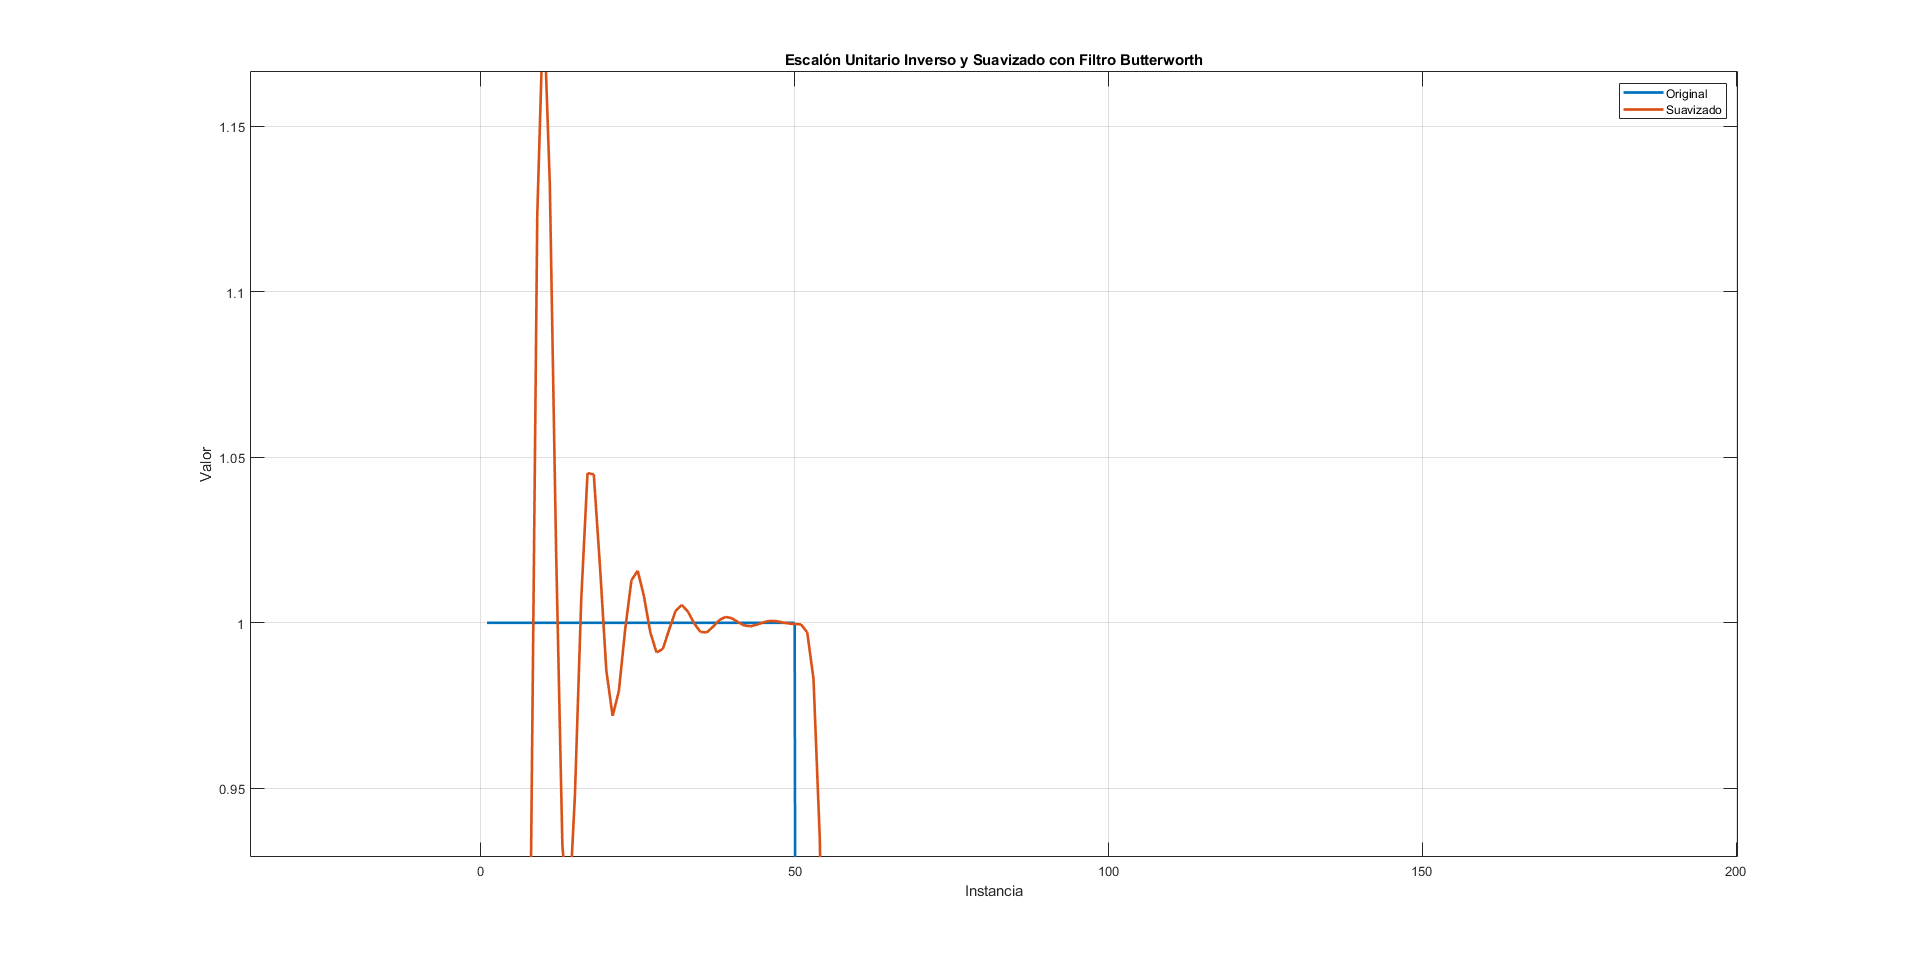 Escalón Unitario Inverso y Suavizado con Filtro Butterworth
Original
Suavizado
1.15
1.1
1.05
1
0.95
Valor
0
50
100
150
200
Instancia